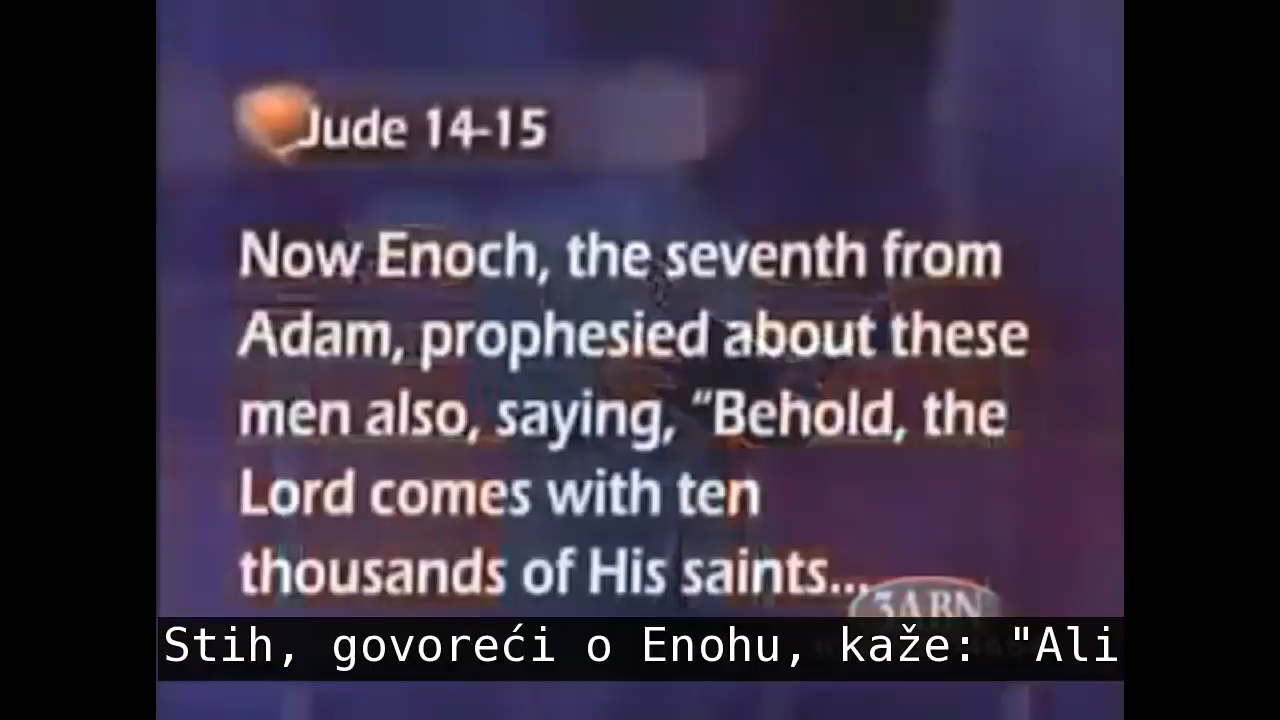 Jude 14-15
Now Enoch, the seventh from
Adam, prophesied about these
men also, saying, “Behold, the
Lord comes with ten
thousands of His saints...
3ABN
Stih, govoreći o Enohu, kaže: "Ali